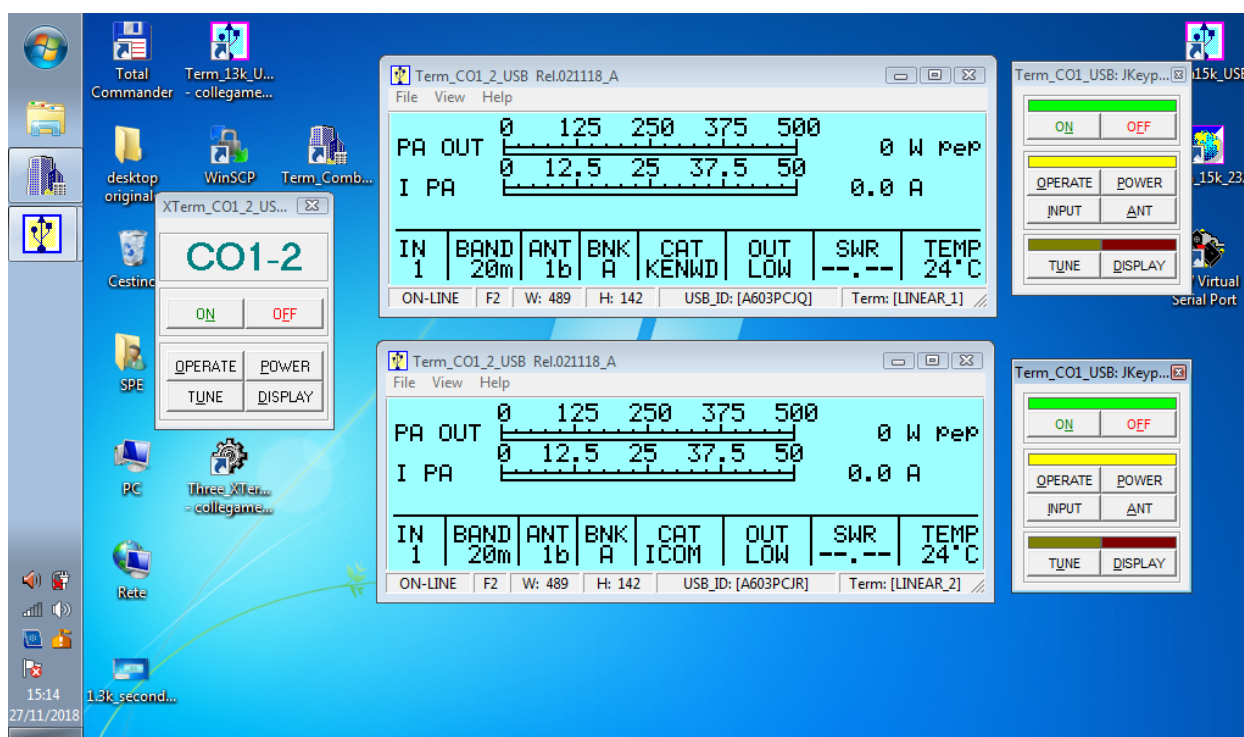 Total
Commander
Term_13k_U...
- collegame...
desktop
original
WinSCP
Term_Comb...
Cestino
SPE
PC
Three_XTer...
- collegame...
Rete
1.3k_second...
15:14
27/11/2018
XTerm_CO1_2_US...
CO1-2
ON OFF
OPERATE POWER
TUNE DISPLAY
Term_CO1_2_USB Rel.021118_A
File View Help
0 125 250 375 500
PA OUT 0 W pep
0 12.5 25 37.5 50
I PA 0.0 A
IN BAND ANT BNK CAT OUT SWR TEMP
1 20m 1b A KENWD LOW --.-- 24°C
ON-LINE F2 W: 489 H: 142 USB_ID: [A603PCJQ] Term: [LINEAR_1]
Term_CO1_2_USB Rel.021118_A
File View Help
0 125 250 375 500
PA OUT 0 W pep
0 12.5 25 37.5 50
I PA 0.0 A
IN BAND ANT BNK CAT OUT SWR TEMP
1 20m 1b A ICOM LOW --.-- 24°C
ON-LINE F2 W: 489 H: 142 USB_ID: [A603PCJR] Term: [LINEAR_2]
Term_CO1_USB: JKeyp...
ON OFF
OPERATE POWER
INPUT ANT
TUNE DISPLAY
Term_CO1_USB: JKeyp...
ON OFF
OPERATE POWER
INPUT ANT
TUNE DISPLAY
Virtual
Serial Port